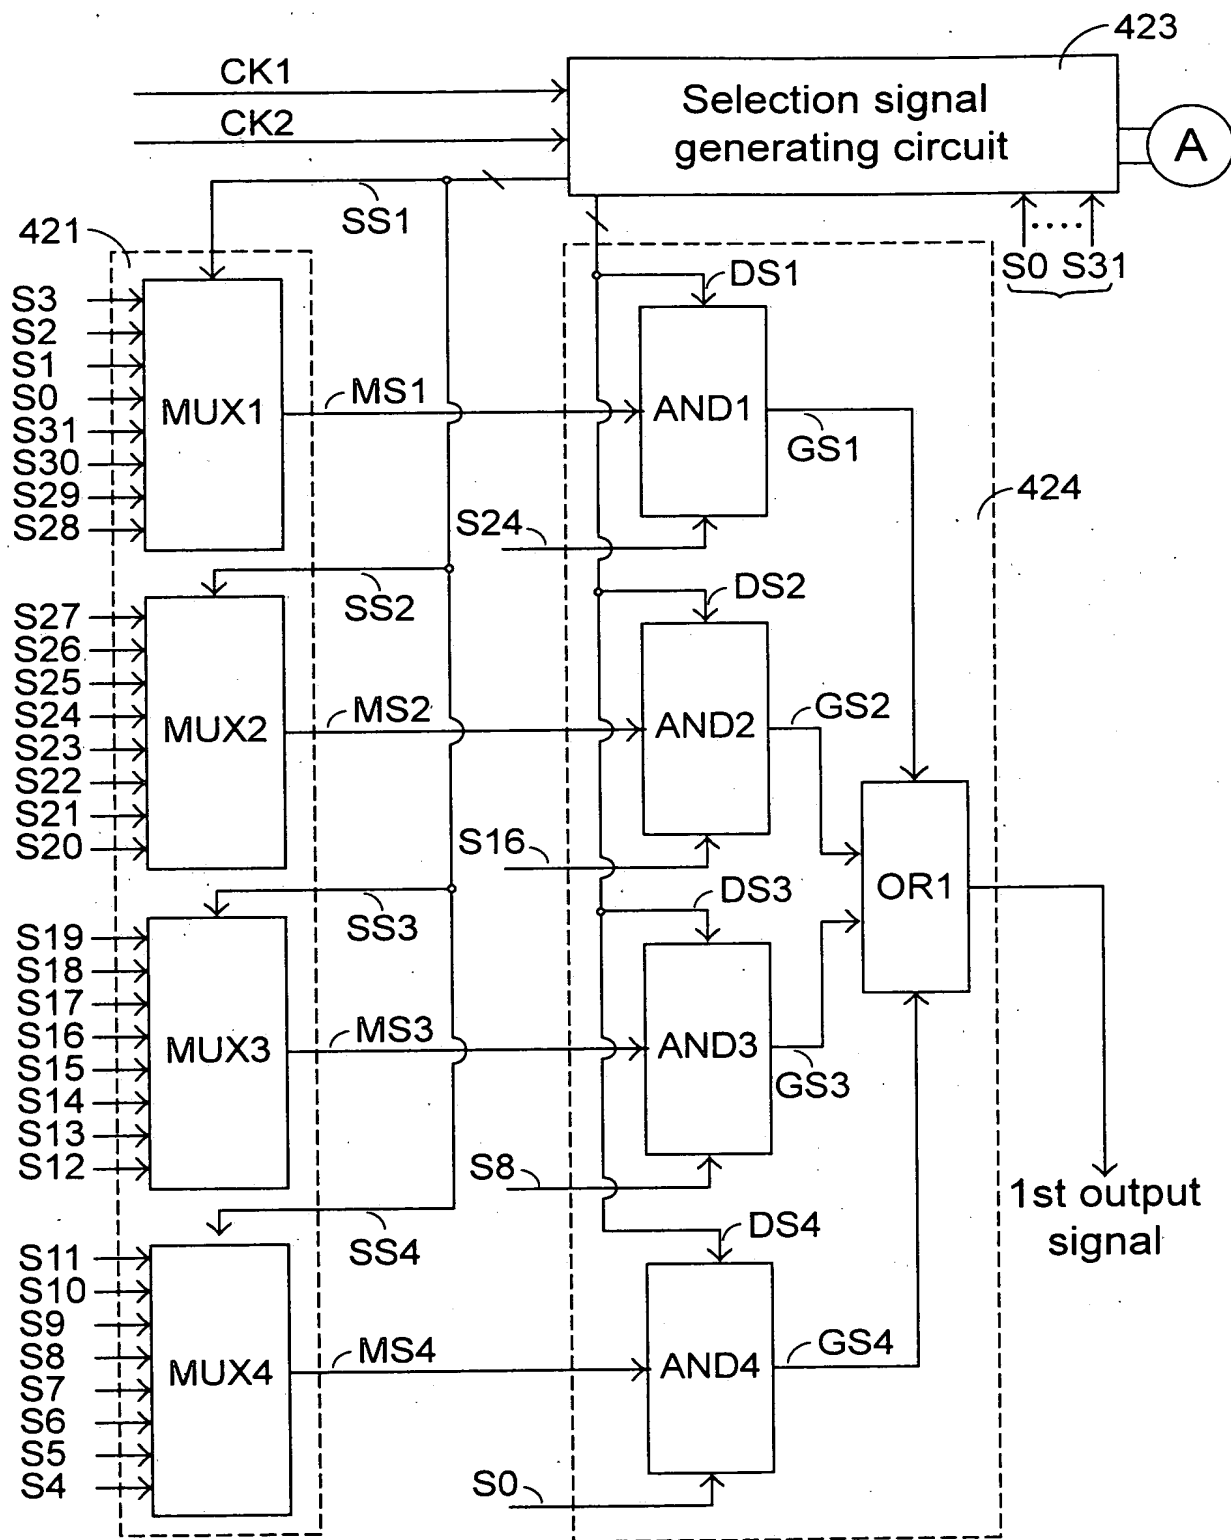 423
CK1
Selection signal
generating circuit
A
CK2
SS1
421
S0 S31
DS1
S3
S2
S1
S0
S31
S30
S29
S28
MUX1
MS1
AND1
GS1
424
S24
SS2
DS2
S27
S26
S25
S24
S23
S22
S21
S20
MUX2
MS2
AND2
GS2
S16
OR1
SS3
DS3
S19
S18
S17
S16
S15
S14
S13
S12
MUX3
MS3
AND3
GS3
S8
1st output
signal
SS4
DS4
S11
S10
S9
S8
S7
S6
S5
S4
MUX4
MS4
AND4
GS4
S0